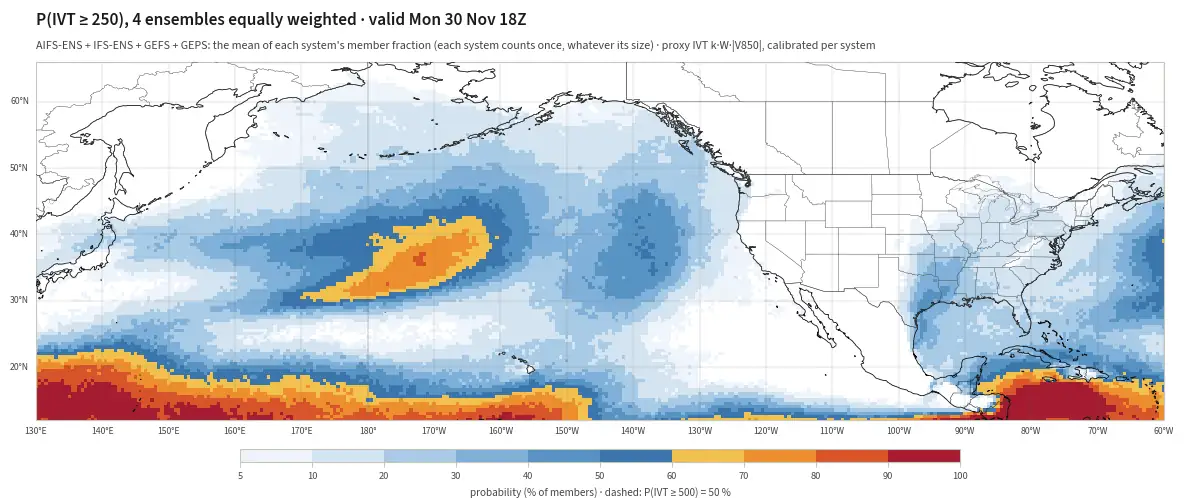 P(IVT ≥ 250), 4 ensembles equally weighted · valid Mon 30 Nov 18Z
AIFS-ENS + IFS-ENS + GEFS + GEPS: the mean of each system's member fraction (each system counts once, whatever its size) · proxy IVT k·W·|V850|, calibrated per system
60°N
50°N
40°N
30°N
20°N
130°E 140°E 150°E 160°E 170°E 180° 170°W 160°W 150°W 140°W 130°W 120°W 110°W 100°W 90°W 80°W 70°W 60°W
5 10 20 30 40 50 60 70 80 90 100
probability (% of members) · dashed: P(IVT ≥ 500) = 50 %